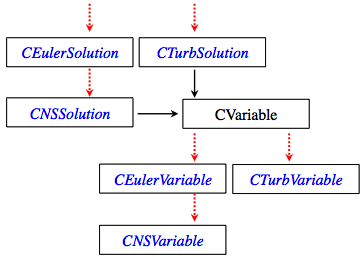 CEulerSolution
CTurbSolution
CNSSolution
CVariable
CEulerVariable
CTurbVariable
CNSVariable